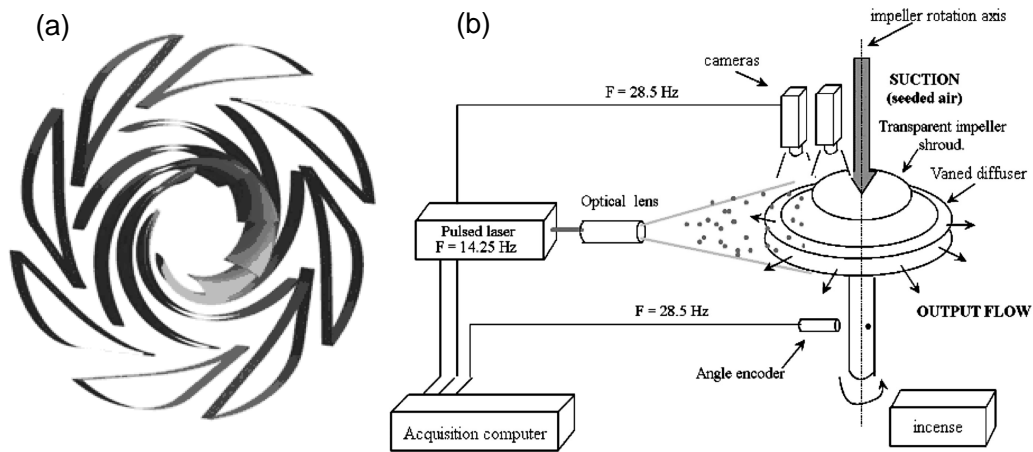 (a)
(b)
impeller rotation axis
cameras
SUCTION
(seeded air)
F = 28.5 Hz
Transparent impeller
shroud.
Vaned diffuser
Optical lens
Pulsed laser
F = 14.25 Hz
OUTPUT FLOW
F = 28.5 Hz
Angle encoder
Acquisition computer
incense